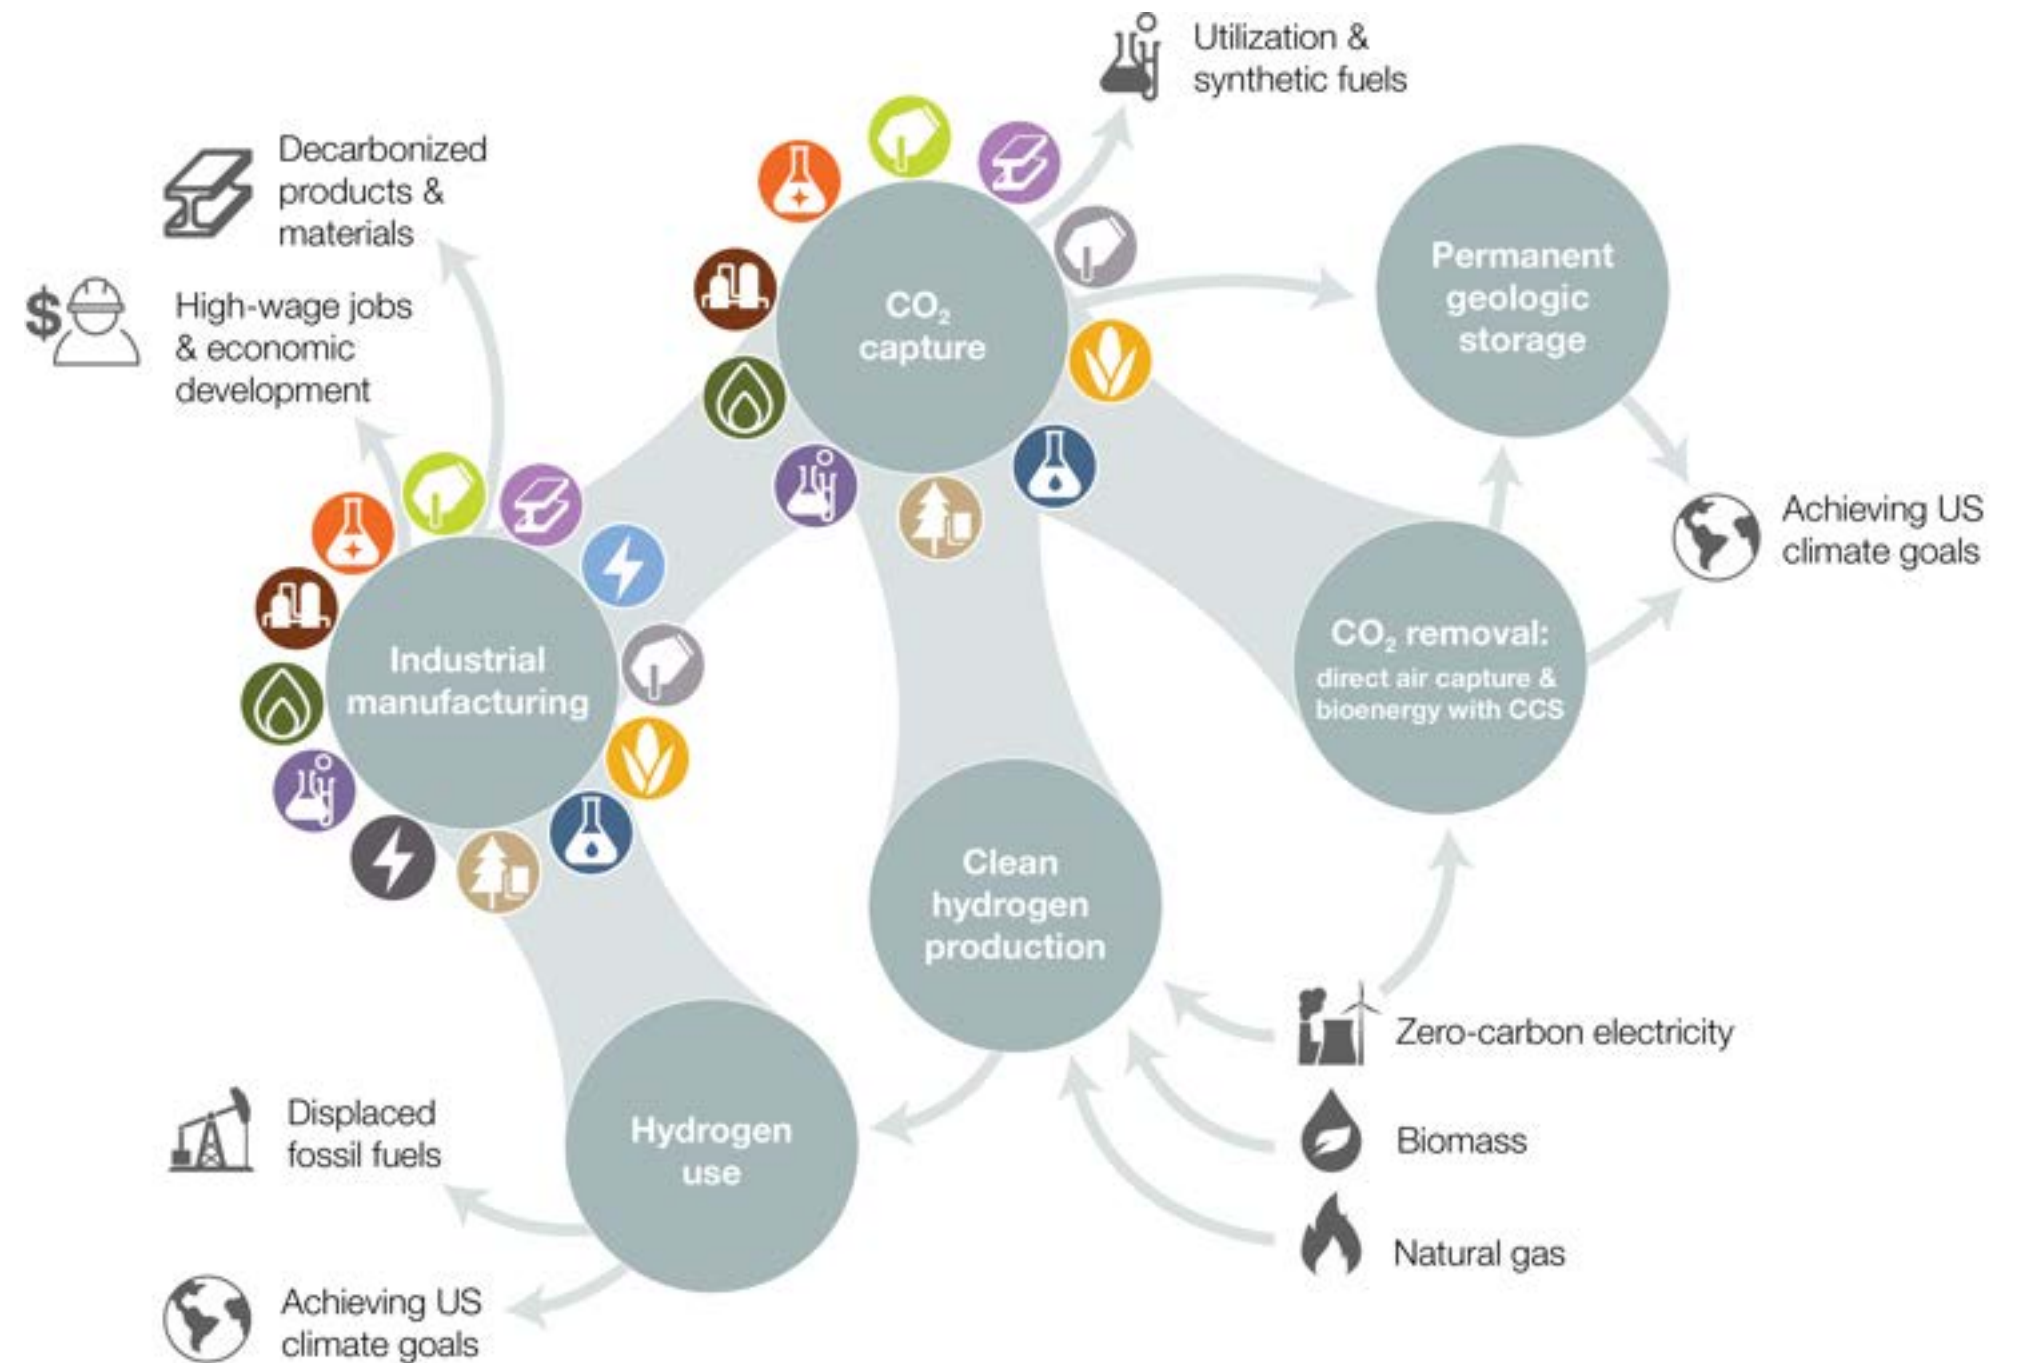 Utilization &
synthetic fuels
Decarbonized
products &
materials
$
High-wage jobs
& economic
development
CO₂
capture
Permanent
geologic
storage
Achieving US
climate goals
Industrial
manufacturing
CO₂ removal:
direct air capture &
bioenergy with CCS
Clean
hydrogen
production
Zero-carbon electricity
Biomass
Natural gas
Hydrogen
use
Displaced
fossil fuels
Achieving US
climate goals